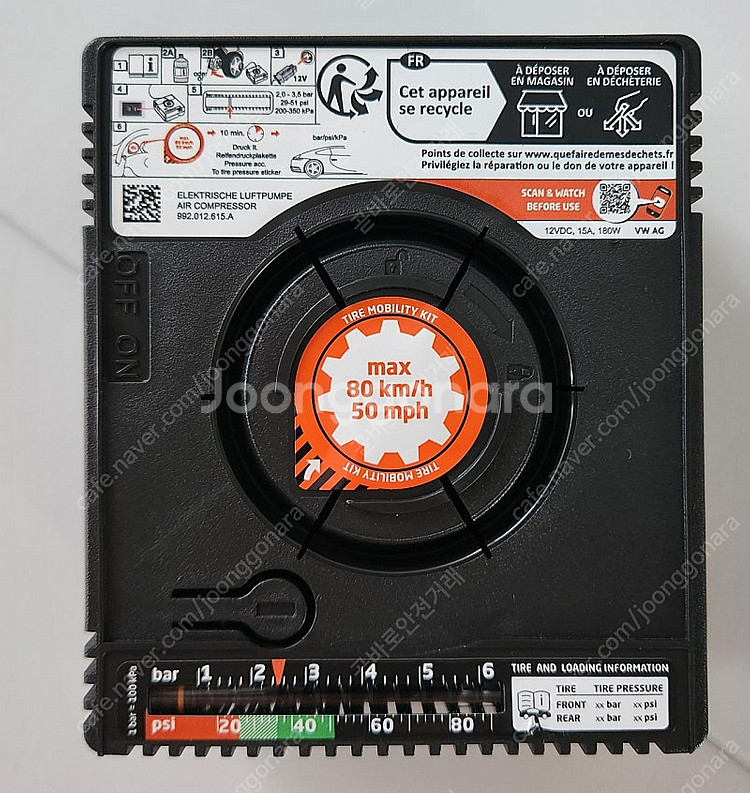 1
2A
2B
3
oder
12V
4
5
2,0 - 3,5 bar
29-51 psi
200-350 kPa
6
max
80 km/h
50 mph
10 min.
bar/psi/kPa
Druck lt.
Reifendruckplakette
Pressure acc.
To tire pressure sticker
FR
Cet appareil
se recycle
À DÉPOSER
EN MAGASIN
OU
À DÉPOSER
EN DÉCHÈTERIE
Points de collecte sur www.quefairedemesdechets.fr
Privilégiez la réparation ou le don de votre appareil !
ELEKTRISCHE LUFTPUMPE
AIR COMPRESSOR
992.012.615.A
SCAN & WATCH
BEFORE USE
12VDC, 15A, 180W VW AG
OFF ON
TIRE MOBILITY KIT
max
80 km/h
50 mph
TIRE MOBILITY KIT
Joonggonara
cafe.naver.com/joonggonara
1 bar = 100 kPa
bar 1 2 3 4 5 6
psi 20 40 60 80
TIRE AND LOADING INFORMATION
TIRE TIRE PRESSURE
FRONT xx bar xx psi
REAR xx bar xx psi